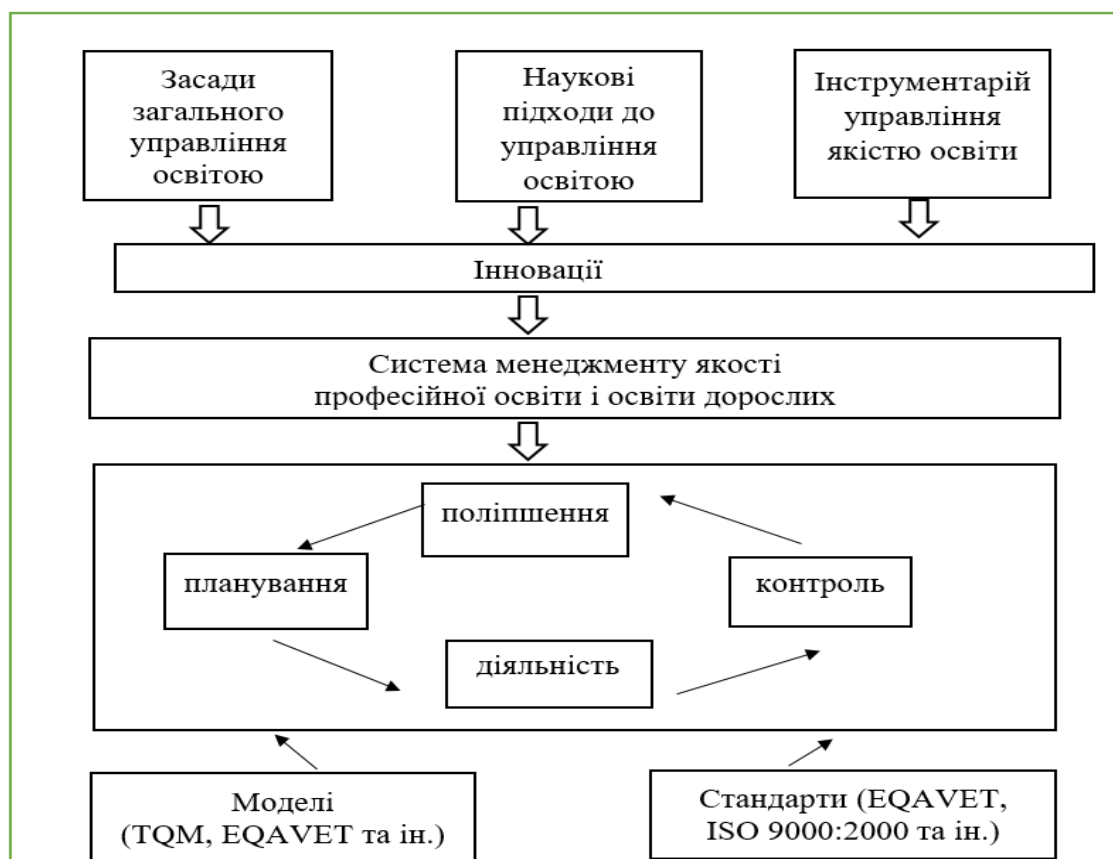 Засади
загального
управління
освітою
Наукові
підходи до
управління
освітою
Інструментарій
управління
якістю освіти
Інновації
Система менеджменту якості
професійної освіти і освіти дорослих
поліпшення
планування
контроль
діяльність
Моделі
(TQM, EQAVET та ін.)
Стандарти (EQAVET,
ISO 9000:2000 та ін.)